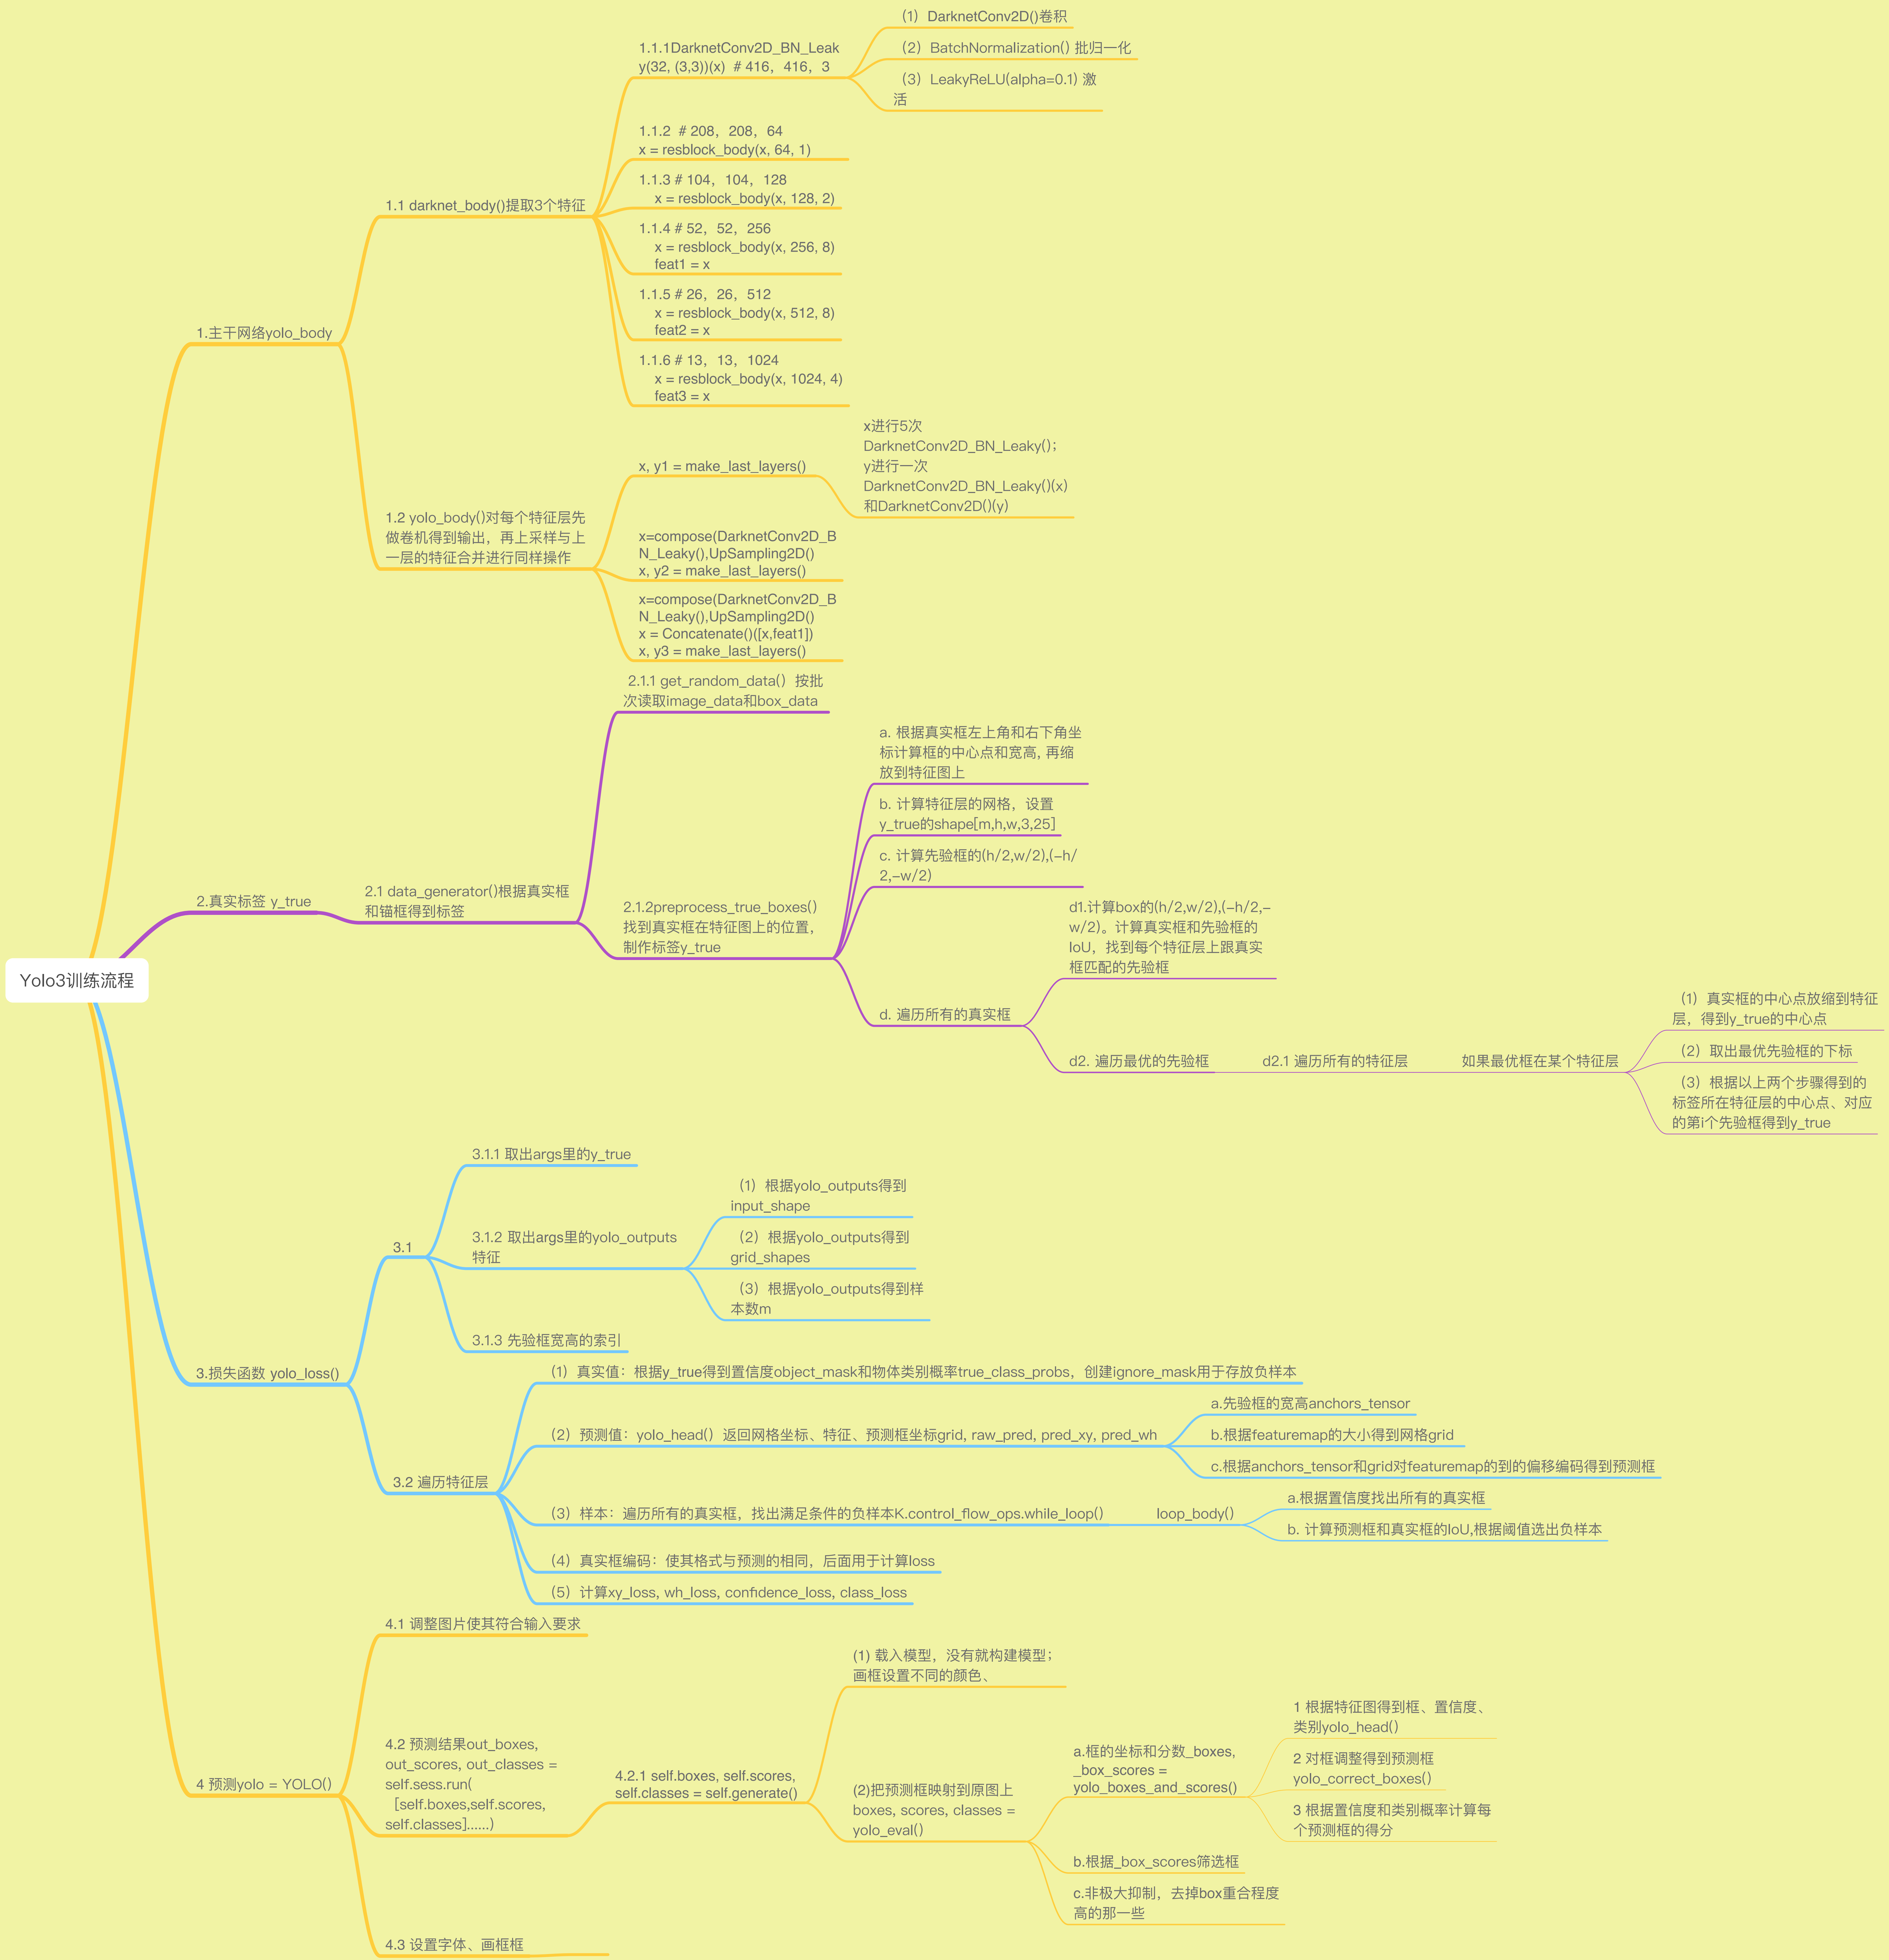 Yolo3训练流程
1.主干网络yolo_body
1.1 darknet_body()提取3个特征
1.1.1DarknetConv2D_BN_Leak
y(32, (3,3))(x)  # 416，416，3
（1）DarknetConv2D()卷积
（2）BatchNormalization() 批归一化
（3）LeakyReLU(alpha=0.1) 激
活
1.1.2  # 208，208，64
x = resblock_body(x, 64, 1)
1.1.3 # 104，104，128
x = resblock_body(x, 128, 2)
1.1.4 # 52，52，256
x = resblock_body(x, 256, 8)
feat1 = x
1.1.5 # 26，26，512
x = resblock_body(x, 512, 8)
feat2 = x
1.1.6 # 13，13，1024
x = resblock_body(x, 1024, 4)
feat3 = x
1.2 yolo_body()对每个特征层先
做卷机得到输出，再上采样与上
一层的特征合并进行同样操作
x, y1 = make_last_layers()
x进行5次
DarknetConv2D_BN_Leaky()；
y进行一次
DarknetConv2D_BN_Leaky()(x)
和DarknetConv2D()(y)
x=compose(DarknetConv2D_B
N_Leaky(),UpSampling2D()
x, y2 = make_last_layers()
x=compose(DarknetConv2D_B
N_Leaky(),UpSampling2D()
x = Concatenate()([x,feat1])
x, y3 = make_last_layers()
2.真实标签 y_true
2.1 data_generator()根据真实框
和锚框得到标签
2.1.1 get_random_data()  按批
次读取image_data和box_data
2.1.2preprocess_true_boxes()
找到真实框在特征图上的位置，
制作标签y_true
a. 根据真实框左上角和右下角坐
标计算框的中心点和宽高, 再缩
放到特征图上
b. 计算特征层的网格，设置
y_true的shape[m,h,w,3,25]
c. 计算先验框的(h/2,w/2),(−h/
2,−w/2)
d. 遍历所有的真实框
d1.计算box的(h/2,w/2),(−h/2,−
w/2)。计算真实框和先验框的
IoU，找到每个特征层上跟真实
框匹配的先验框
d2. 遍历最优的先验框
d2.1 遍历所有的特征层
如果最优框在某个特征层
（1）真实框的中心点放缩到特征
层，得到y_true的中心点
（2）取出最优先验框的下标
（3）根据以上两个步骤得到的
标签所在特征层的中心点、对应
的第i个先验框得到y_true
3.损失函数 yolo_loss()
3.1
3.1.1 取出args里的y_true
3.1.2 取出args里的yolo_outputs
特征
（1）根据yolo_outputs得到
input_shape
（2）根据yolo_outputs得到
grid_shapes
（3）根据yolo_outputs得到样
本数m
3.1.3 先验框宽高的索引
3.2 遍历特征层
（1）真实值：根据y_true得到置信度object_mask和物体类别概率true_class_probs，创建ignore_mask用于存放负样本
（2）预测值：yolo_head()  返回网格坐标、特征、预测框坐标grid, raw_pred, pred_xy, pred_wh
a.先验框的宽高anchors_tensor
b.根据featuremap的大小得到网格grid
c.根据anchors_tensor和grid对featuremap的到的偏移编码得到预测框
（3）样本：遍历所有的真实框，找出满足条件的负样本K.control_flow_ops.while_loop()
loop_body()
a.根据置信度找出所有的真实框
b. 计算预测框和真实框的IoU,根据阈值选出负样本
（4）真实框编码：使其格式与预测的相同，后面用于计算loss
（5）计算xy_loss, wh_loss, confidence_loss, class_loss
4 预测yolo = YOLO()
4.1 调整图片使其符合输入要求
4.2 预测结果out_boxes,
out_scores, out_classes =
self.sess.run(
[self.boxes,self.scores,
self.classes]......)
4.2.1 self.boxes, self.scores,
self.classes = self.generate()
(1) 载入模型，没有就构建模型；
画框设置不同的颜色、
(2)把预测框映射到原图上
boxes, scores, classes =
yolo_eval()
a.框的坐标和分数_boxes,
_box_scores =
yolo_boxes_and_scores()
1 根据特征图得到框、置信度、
类别yolo_head()
2 对框调整得到预测框
yolo_correct_boxes()
3 根据置信度和类别概率计算每
个预测框的得分
b.根据_box_scores筛选框
c.非极大抑制，去掉box重合程度
高的那一些
4.3 设置字体、画框框